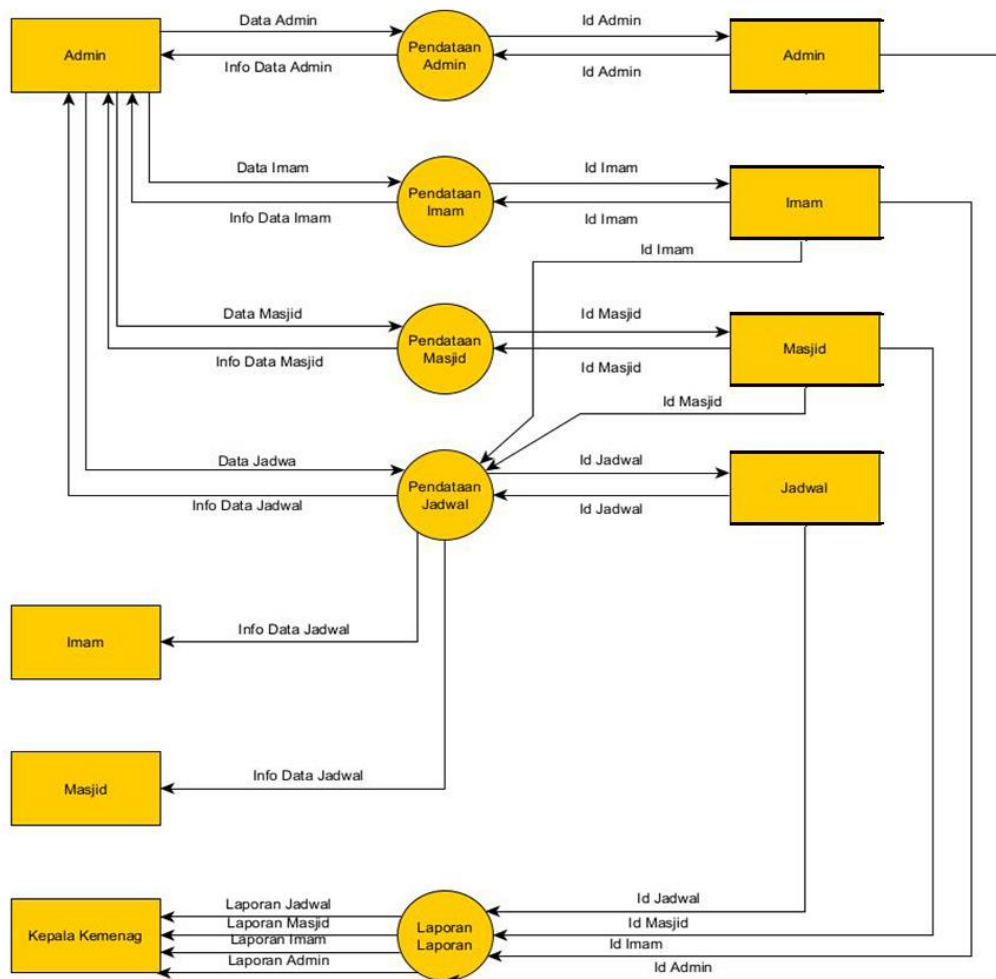 Data Admin
Id Admin
Admin
Pendataan
Admin
Admin
Info Data Admin
Id Admin
Data Imam
Id Imam
Pendataan
Imam
Imam
Info Data Imam
Id Imam
Id Imam
Data Masjid
Id Masjid
Pendataan
Masjid
Masjid
Info Data Masjid
Id Masjid
Id Masjid
Data Jadwa
Id Jadwal
Pendataan
Jadwal
Jadwal
Info Data Jadwal
Id Jadwal
Info Data Jadwal
Imam
Info Data Jadwal
Masjid
Laporan Jadwal
Id Jadwal
Laporan Masjid
Id Masjid
Kepala Kemenag
Laporan
Laporan
Laporan Imam
Id Imam
Laporan Admin
Id Admin